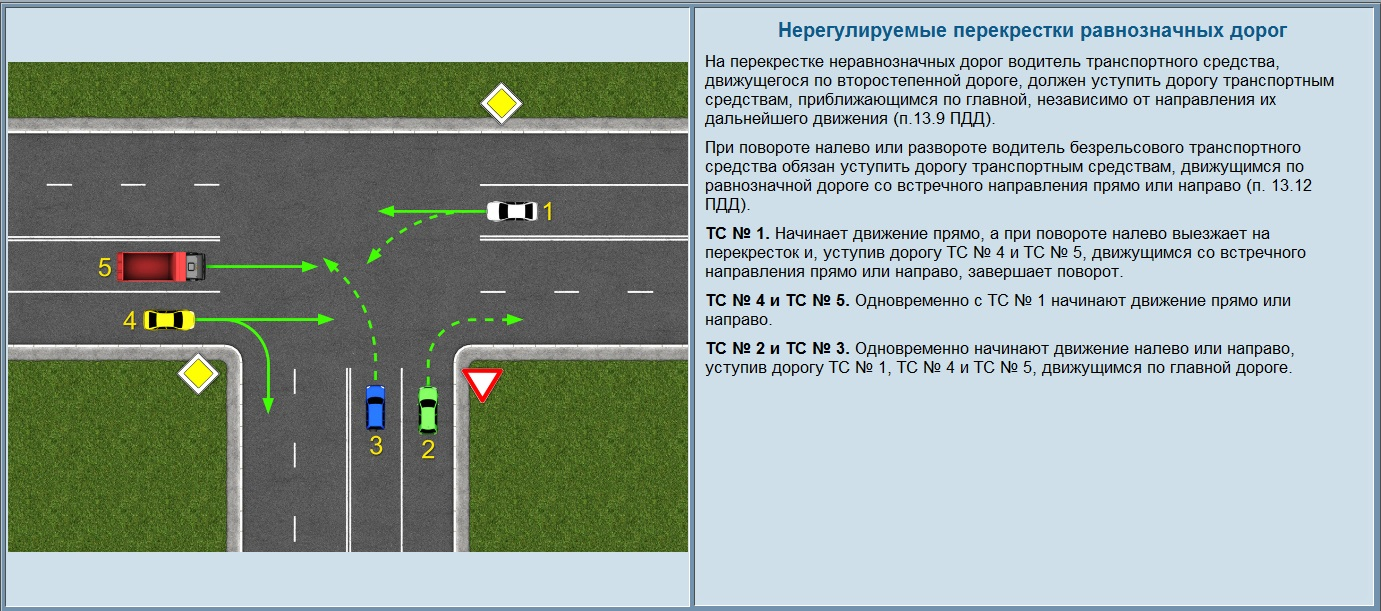 Нерегулируемые перекрестки равнозначных дорог
На перекрестке неравнозначных дорог водитель транспортного средства,
движущегося по второстепенной дороге, должен уступить дорогу транспортным
средствам, приближающимся по главной, независимо от направления их
дальнейшего движения (п.13.9 ПДД).
При повороте налево или развороте водитель безрельсового транспортного
средства обязан уступить дорогу транспортным средствам, движущимся по
равнозначной дороге со встречного направления прямо или направо (п. 13.12
ПДД).
ТС № 1. Начинает движение прямо, а при повороте налево выезжает на
перекресток и, уступив дорогу ТС № 4 и ТС № 5, движущимся со встречного
направления прямо или направо, завершает поворот.
ТС № 4 и ТС № 5. Одновременно с ТС № 1 начинают движение прямо или
направо.
ТС № 2 и ТС № 3. Одновременно начинают движение налево или направо,
уступив дорогу ТС № 1, ТС № 4 и ТС № 5, движущимся по главной дороге.
1
5
4
3
2